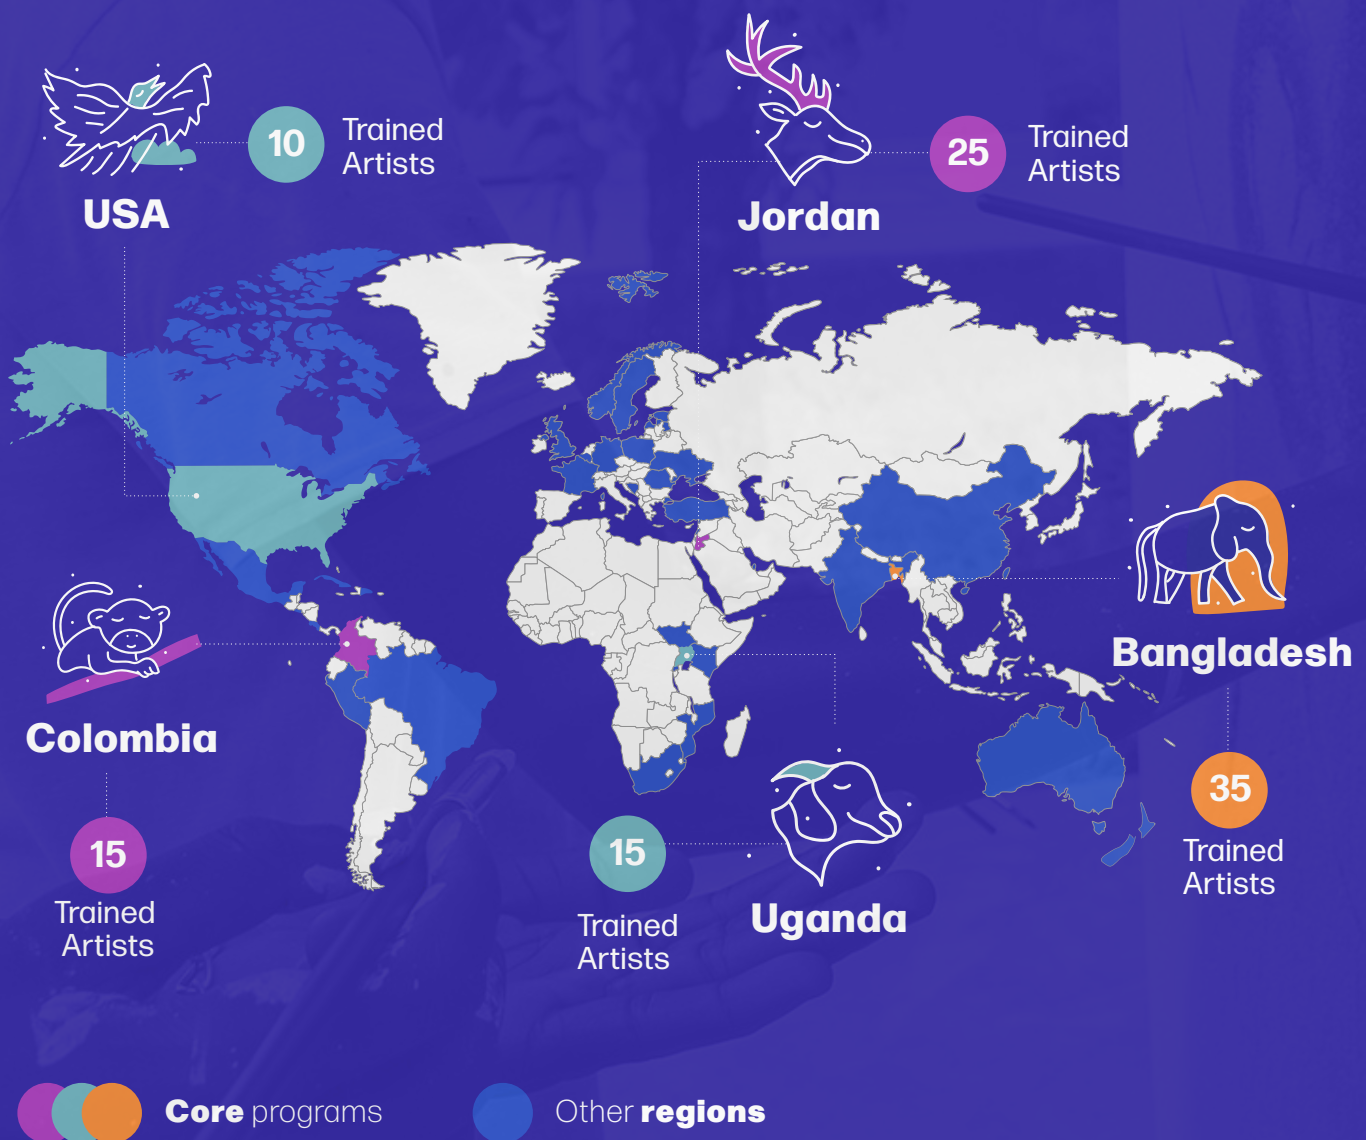 10
Trained
Artists
USA
25
Trained
Artists
Jordan
Bangladesh
35
Trained
Artists
Colombia
15
Trained
Artists
15
Trained
Artists
Uganda
Core programs
Other regions